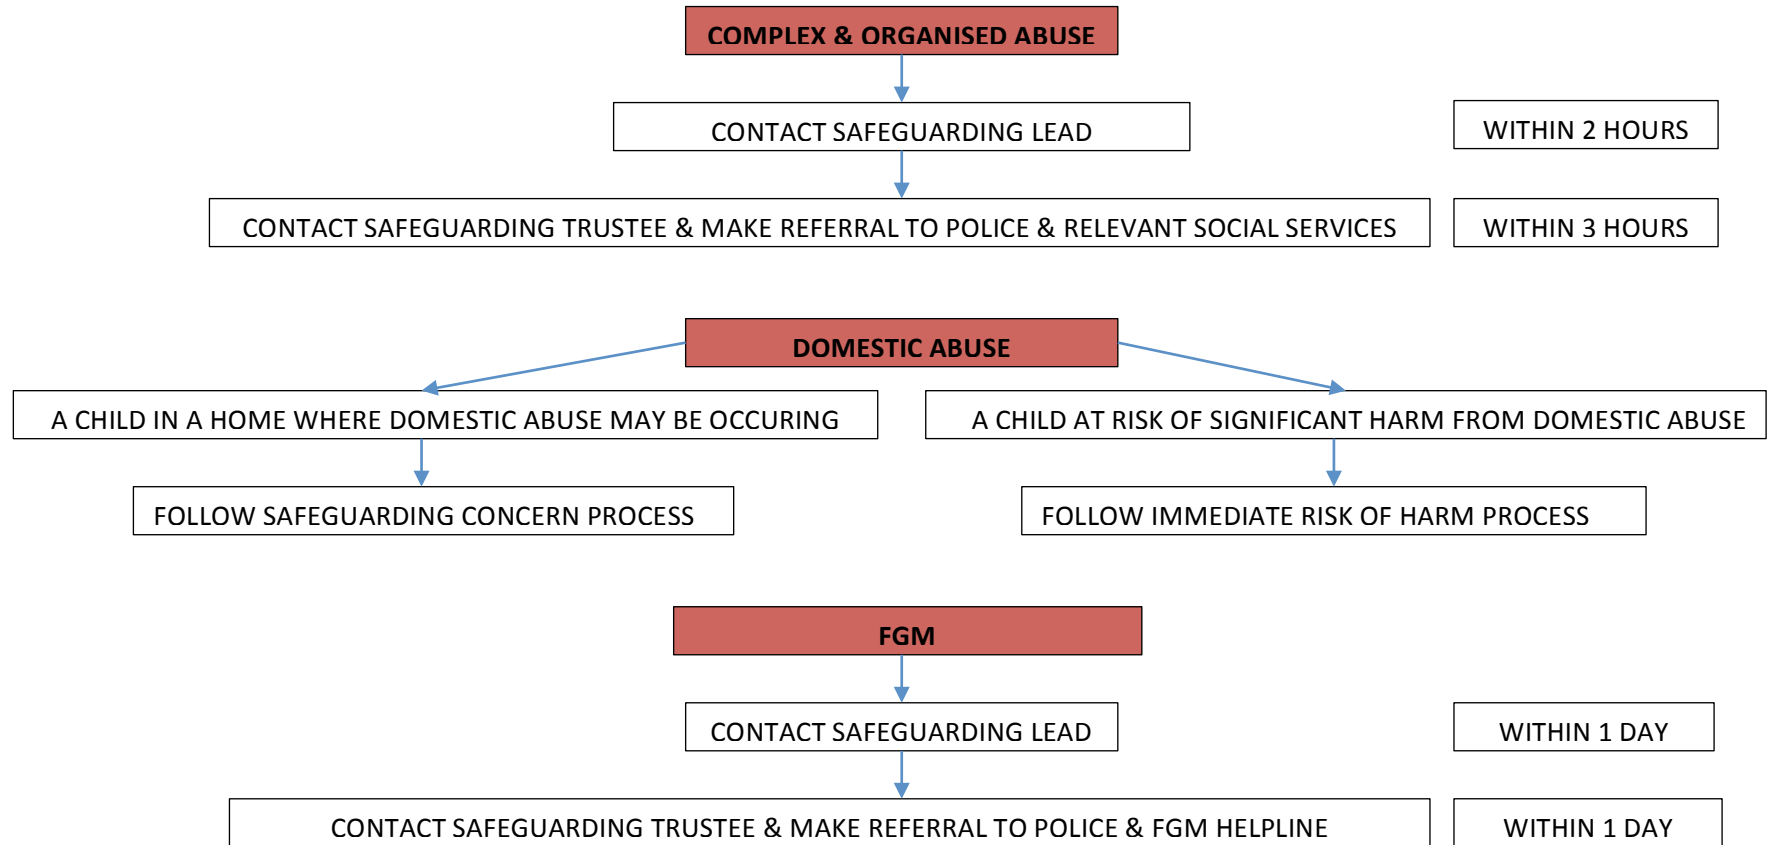 COMPLEX & ORGANISED ABUSE
CONTACT SAFEGUARDING LEAD
WITHIN 2 HOURS
CONTACT SAFEGUARDING TRUSTEE & MAKE REFERRAL TO POLICE & RELEVANT SOCIAL SERVICES
WITHIN 3 HOURS
DOMESTIC ABUSE
A CHILD IN A HOME WHERE DOMESTIC ABUSE MAY BE OCCURING
A CHILD AT RISK OF SIGNIFICANT HARM FROM DOMESTIC ABUSE
FOLLOW SAFEGUARDING CONCERN PROCESS
FOLLOW IMMEDIATE RISK OF HARM PROCESS
FGM
CONTACT SAFEGUARDING LEAD
WITHIN 1 DAY
CONTACT SAFEGUARDING TRUSTEE & MAKE REFERRAL TO POLICE & FGM HELPLINE
WITHIN 1 DAY